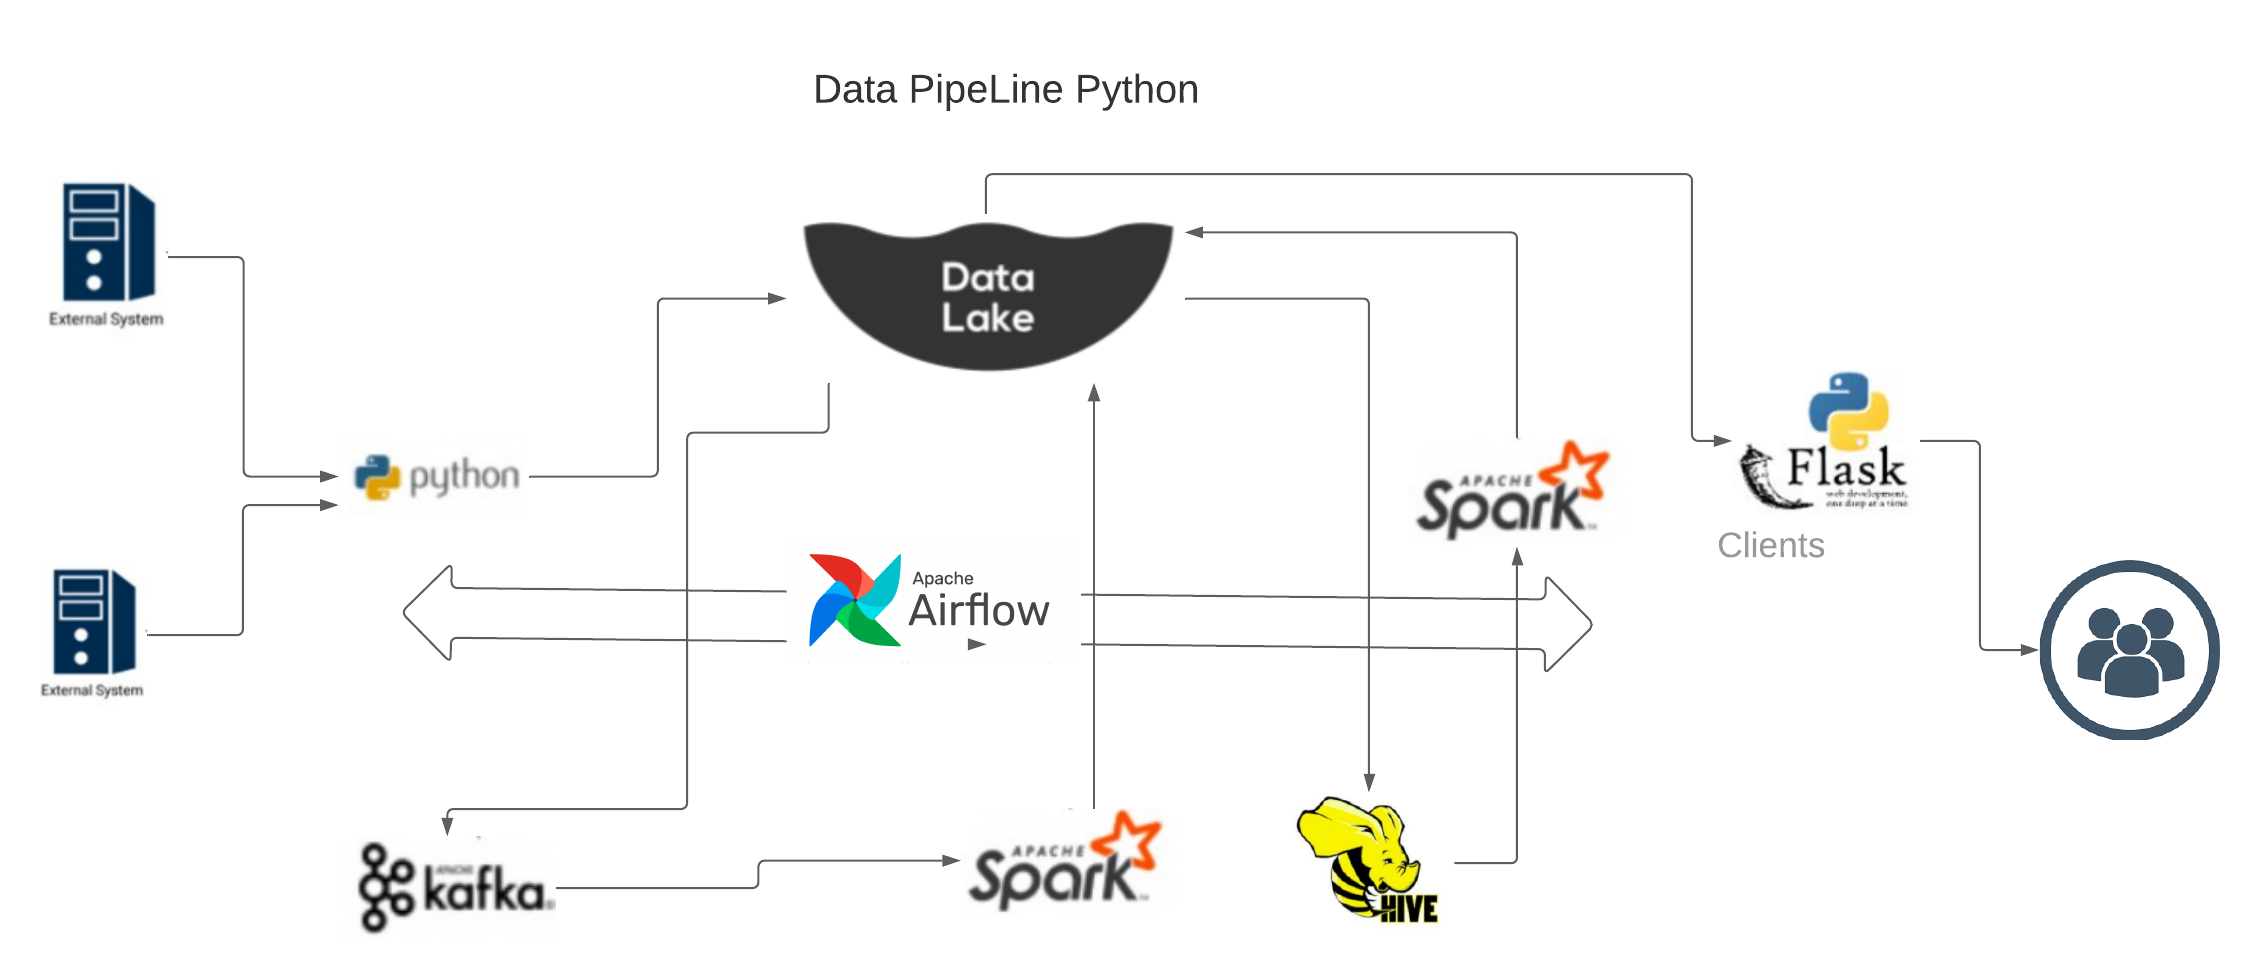 Data PipeLine Python
External System
Data
Lake
python
APACHE
Spark
Flask
web development,
one drop at a time
Clients
Apache
Airflow
External System
APACHE
kafka
APACHE
Spark
HIVE